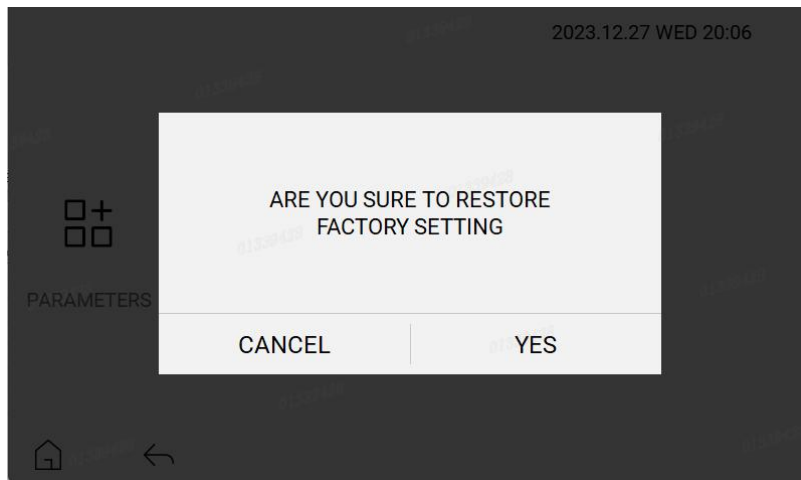 2023.12.27 WED 20:06
ARE YOU SURE TO RESTORE
FACTORY SETTING
PARAMETERS
CANCEL
YES